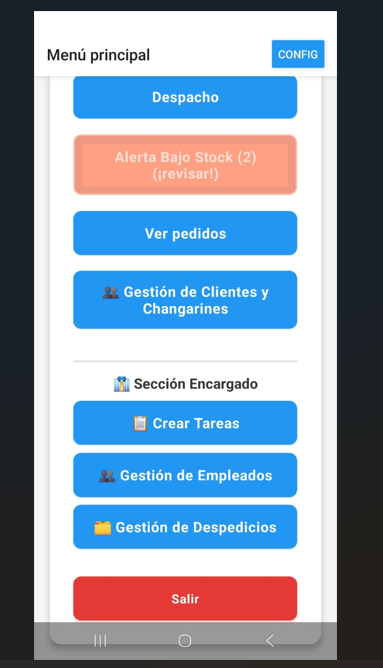 Menú principal
CONFIG
Despacho
Alerta Bajo Stock (2)
(¡revisar!)
Ver pedidos
👥 Gestión de Clientes y
Changarines
👔 Sección Encargado
📋 Crear Tareas
👥 Gestión de Empleados
🗂️ Gestión de Despedicios
Salir